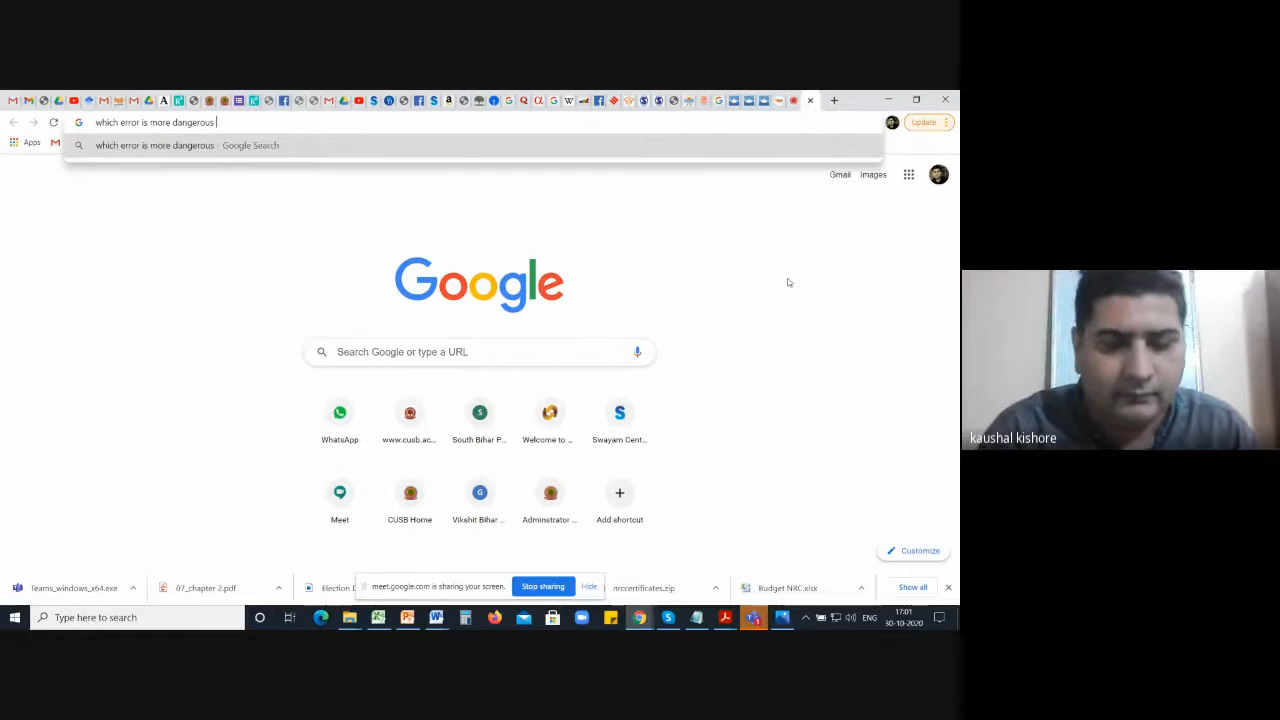 which error is more dangerous
Update
which error is more dangerous - Google Search
Apps
Gmail Images
Google
Search Google or type a URL
WhatsApp
www.cusb.ac...
South Bihar P...
Welcome to ...
Swayam Cent...
Meet
CUSB Home
Vikshit Bihar ...
Adminstrator ...
Add shortcut
Customize
Teams_windows_x64.exe
07_chapter 2.pdf
Election D
meet.google.com is sharing your screen.
Stop sharing
Hide
nrccertificates.zip
Budget NRC.xlsx
Show all
Type here to search
ENG
17:01
30-10-2020
kaushal kishore